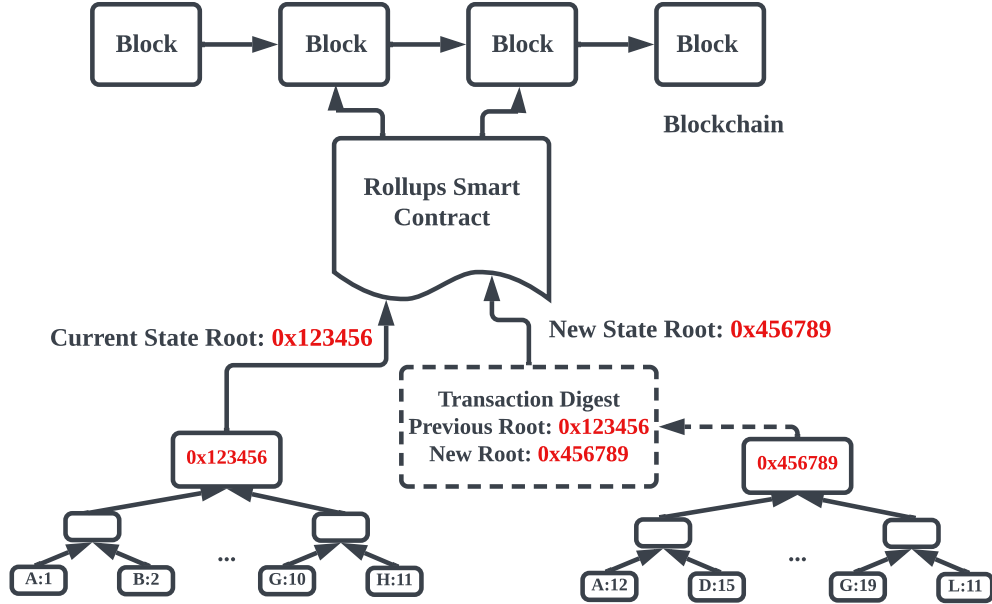 Block
Block
Block
Block
Blockchain
Rollups Smart
Contract
Current State Root: 0x123456
New State Root: 0x456789
Transaction Digest
Previous Root: 0x123456
New Root: 0x456789
0x123456
0x456789
...
...
A:1
B:2
G:10
H:11
A:12
D:15
G:19
L:11